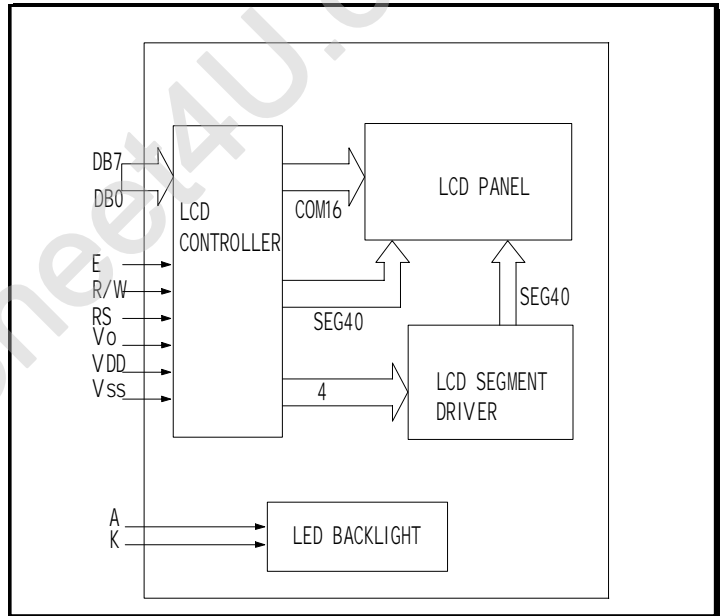 DB7
DB0
LCD
CONTROLLER
E
R/W
RS
Vo
VDD
Vss
COM16
SEG40
4
LCD PANEL
SEG40
LCD SEGMENT
DRIVER
A
K
LED BACKLIGHT